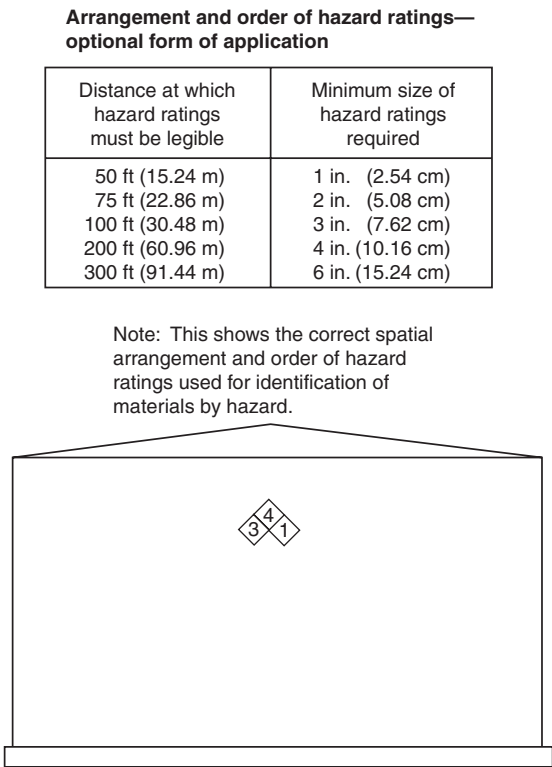 Arrangement and order of hazard ratings—
optional form of application
Distance at which
hazard ratings
must be legible
Minimum size of
hazard ratings
required
50 ft (15.24 m) 1 in. (2.54 cm)
75 ft (22.86 m) 2 in. (5.08 cm)
100 ft (30.48 m) 3 in. (7.62 cm)
200 ft (60.96 m) 4 in. (10.16 cm)
300 ft (91.44 m) 6 in. (15.24 cm)
Note: This shows the correct spatial
arrangement and order of hazard
ratings used for identification of
materials by hazard.
4
3 1